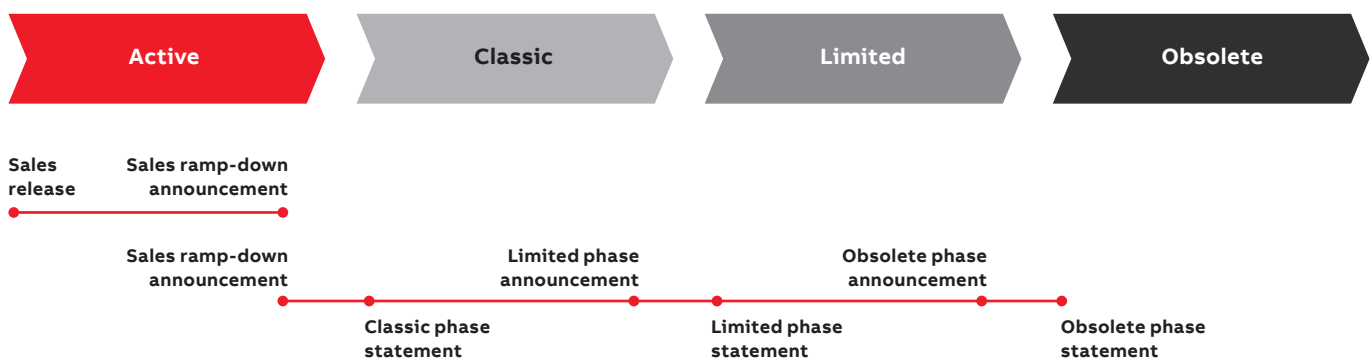 Active
Classic
Limited
Obsolete
Sales
release
Sales ramp-down
announcement
Sales ramp-down
announcement
Limited phase
announcement
Obsolete phase
announcement
Classic phase
statement
Limited phase
statement
Obsolete phase
statement